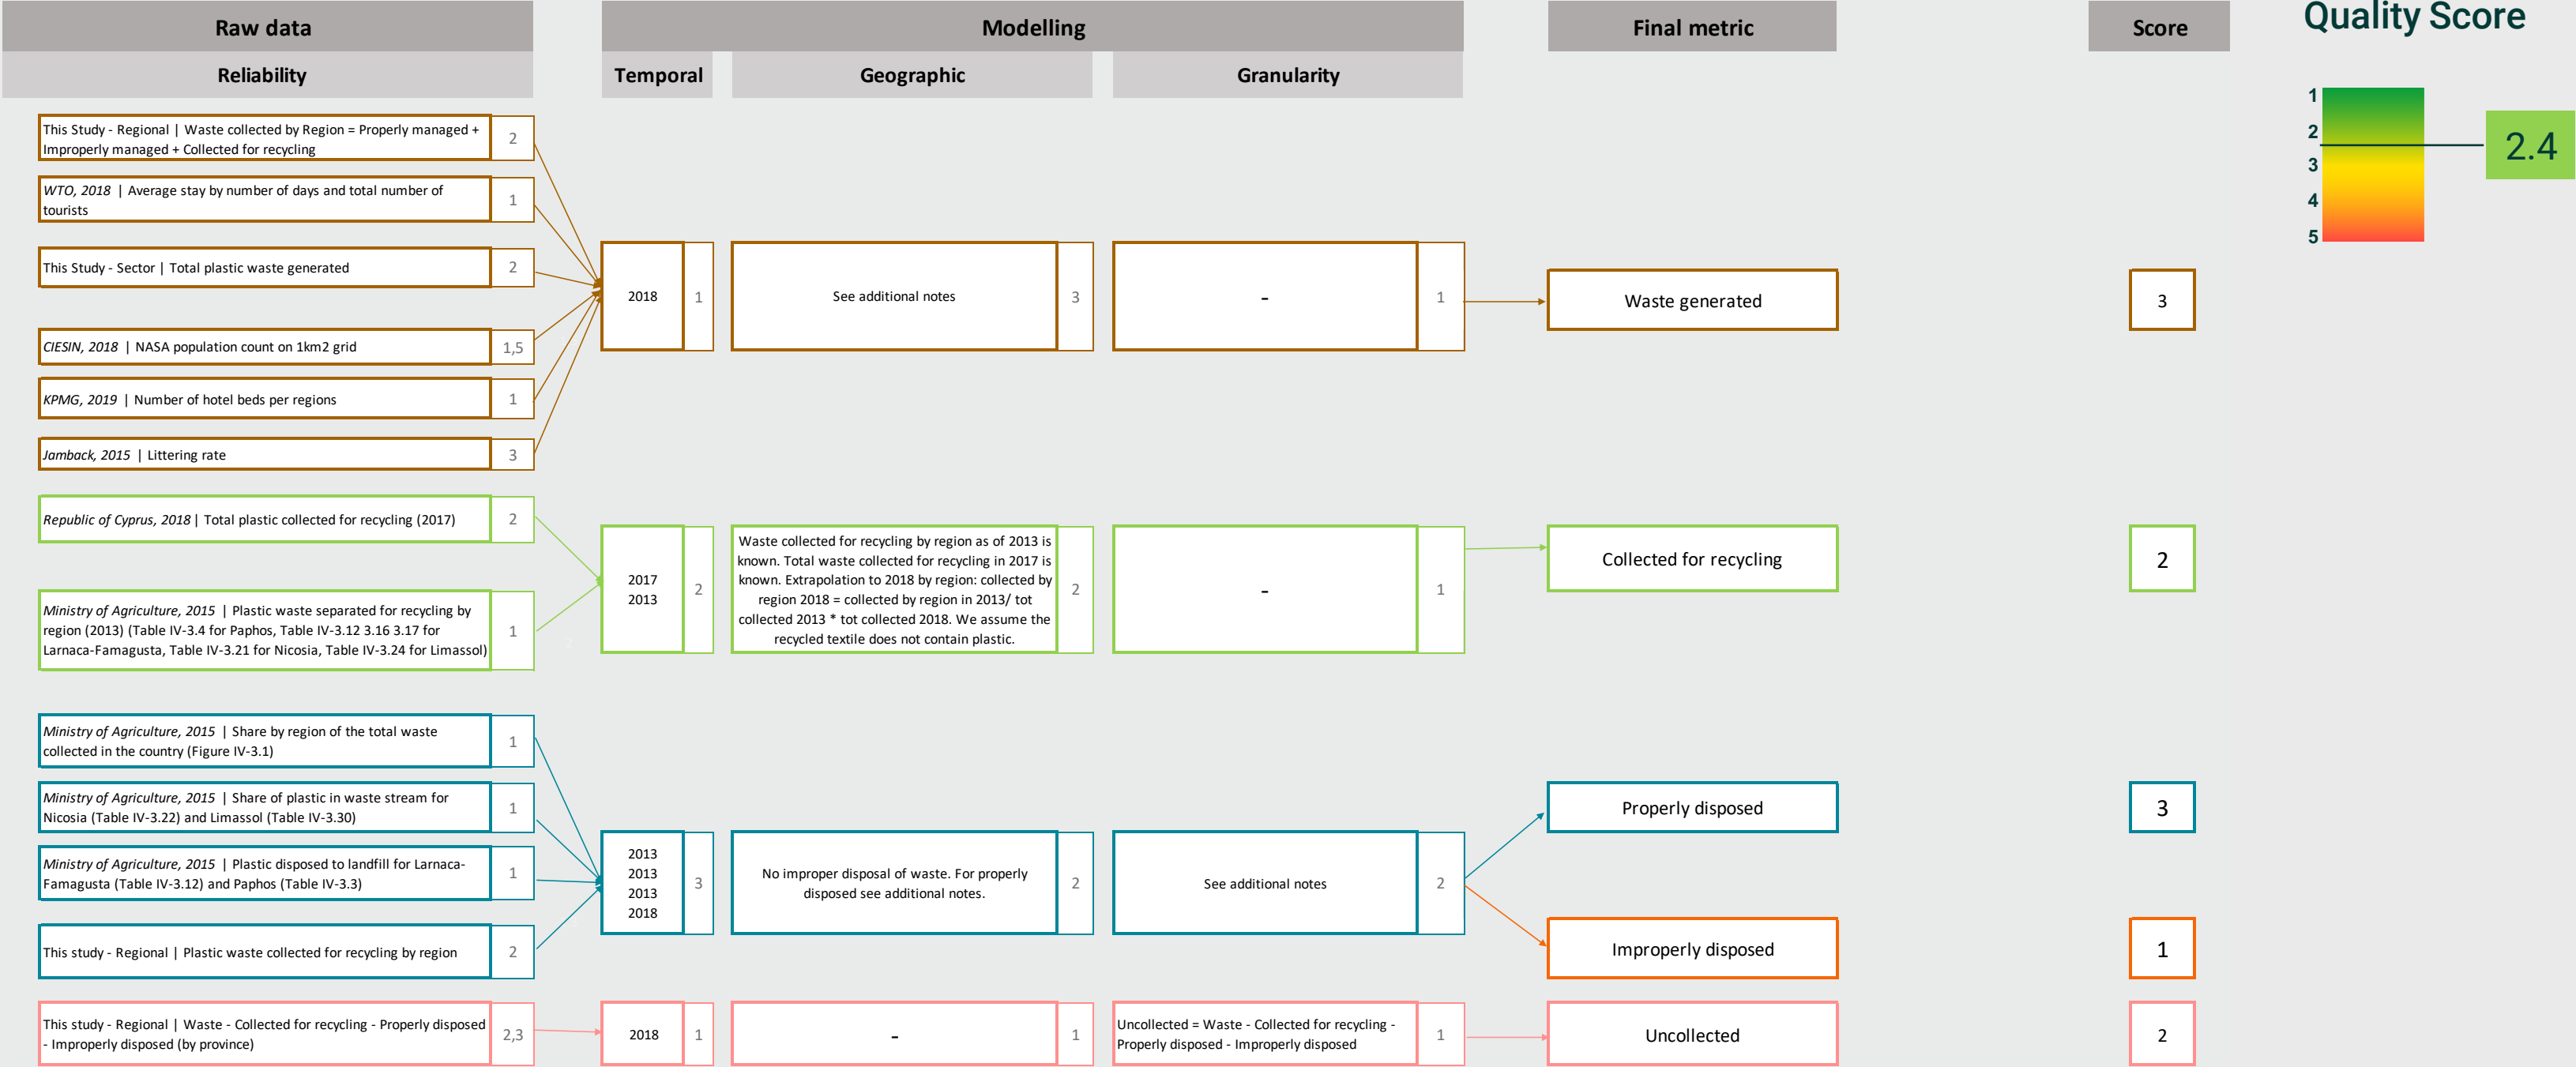 Raw data
Modelling
Final metric
Score
Quality Score
Reliability
Temporal
Geographic
Granularity
1
2
3
4
5
2.4
This Study - Regional | Waste collected by Region = Properly managed +
Improperly managed + Collected for recycling
2
WTO, 2018 | Average stay by number of days and total number of
tourists
1
This Study - Sector | Total plastic waste generated
2
CIESIN, 2018 | NASA population count on 1km2 grid
1,5
KPMG, 2019 | Number of hotel beds per regions
1
Jamback, 2015 | Littering rate
3
2018
1
See additional notes
3
-
1
Waste generated
3
Republic of Cyprus, 2018 | Total plastic collected for recycling (2017)
2
Ministry of Agriculture, 2015 | Plastic waste separated for recycling by
region (2013) (Table IV-3.4 for Paphos, Table IV-3.12 3.16 3.17 for
Larnaca-Famagusta, Table IV-3.21 for Nicosia, Table IV-3.24 for Limassol)
1
2
2017
2013
2
Waste collected for recycling by region as of 2013 is
known. Total waste collected for recycling in 2017 is
known. Extrapolation to 2018 by region: collected by
region 2018 = collected by region in 2013/ tot
collected 2013 * tot collected 2018. We assume the
recycled textile does not contain plastic.
2
-
1
Collected for recycling
2
Ministry of Agriculture, 2015 | Share by region of the total waste
collected in the country (Figure IV-3.1)
1
Ministry of Agriculture, 2015 | Share of plastic in waste stream for
Nicosia (Table IV-3.22) and Limassol (Table IV-3.30)
1
Ministry of Agriculture, 2015 | Plastic disposed to landfill for Larnaca-
Famagusta (Table IV-3.12) and Paphos (Table IV-3.3)
1
This study - Regional | Plastic waste collected for recycling by region
2
2013
2013
2013
2018
3
No improper disposal of waste. For properly
disposed see additional notes.
2
See additional notes
2
Properly disposed
3
Improperly disposed
1
This study - Regional | Waste - Collected for recycling - Properly disposed
- Improperly disposed (by province)
2,3
2018
1
-
1
Uncollected = Waste - Collected for recycling -
Properly disposed - Improperly disposed
1
Uncollected
2